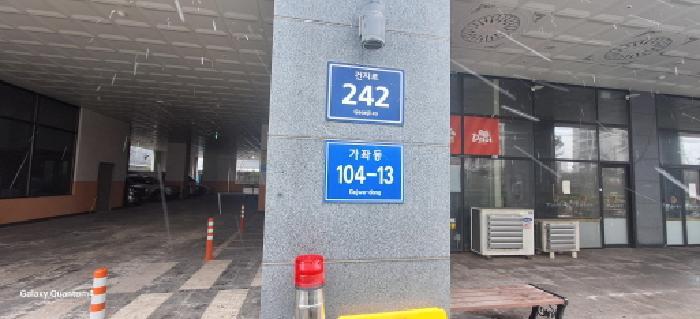 건지로
242
Geonji-ro
가좌동
104-13
Gajwa-dong
Galaxy Quantum